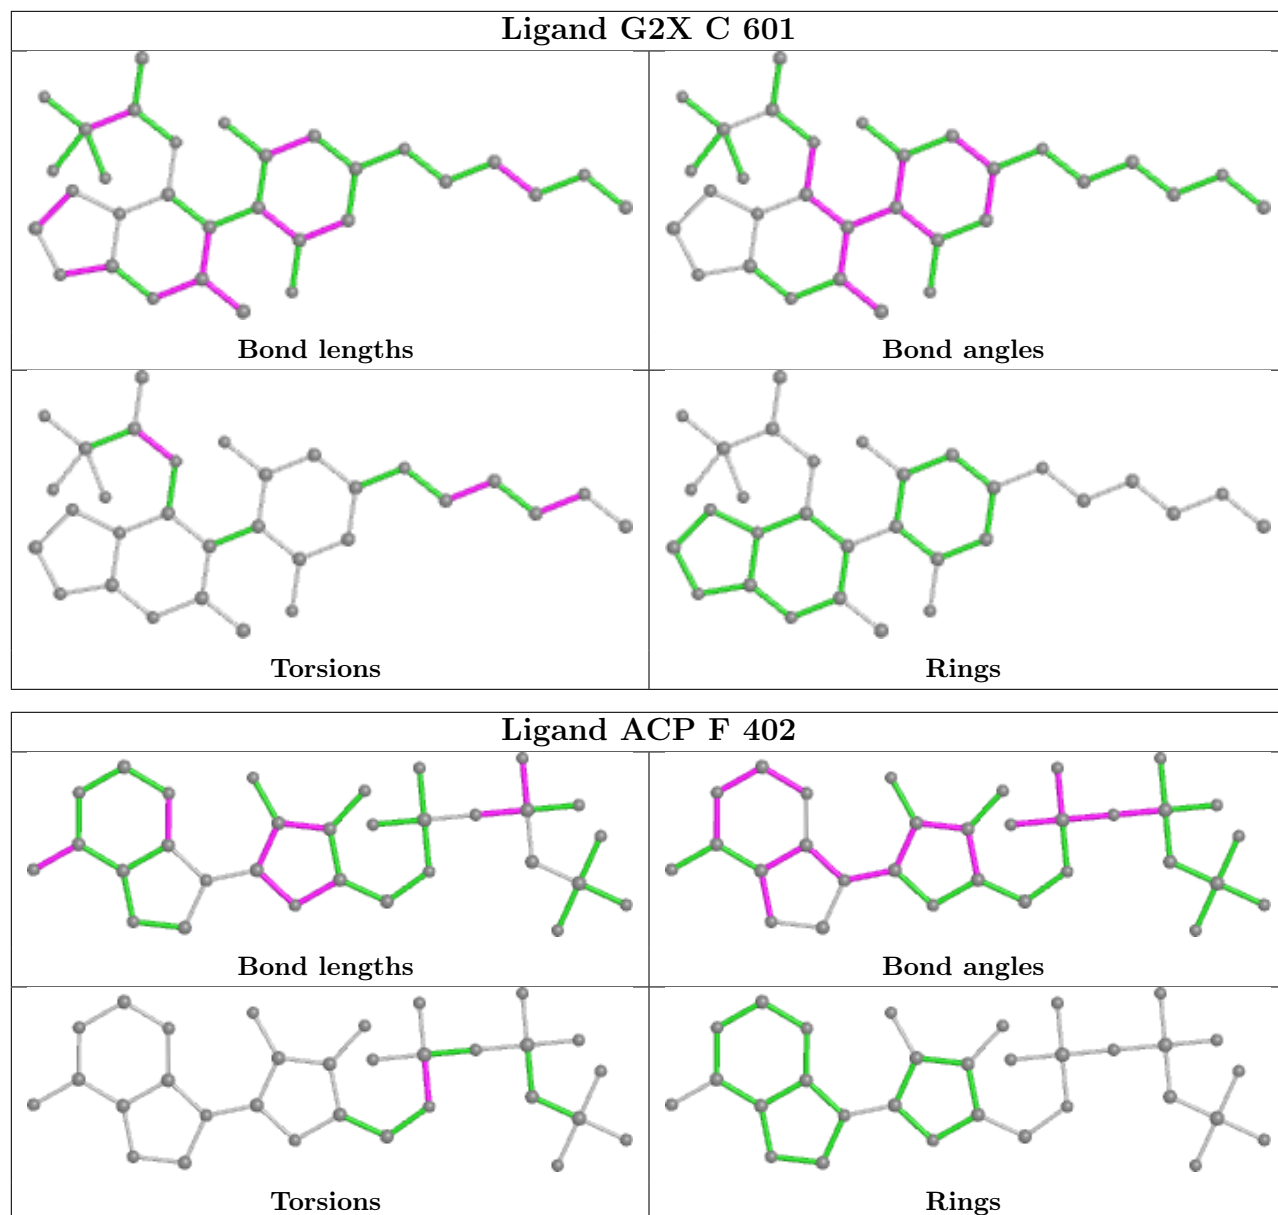 Ligand G2X C 601
Bond lengths
Bond angles
Torsions
Rings
Ligand ACP F 402
Bond lengths
Bond angles
Torsions
Rings